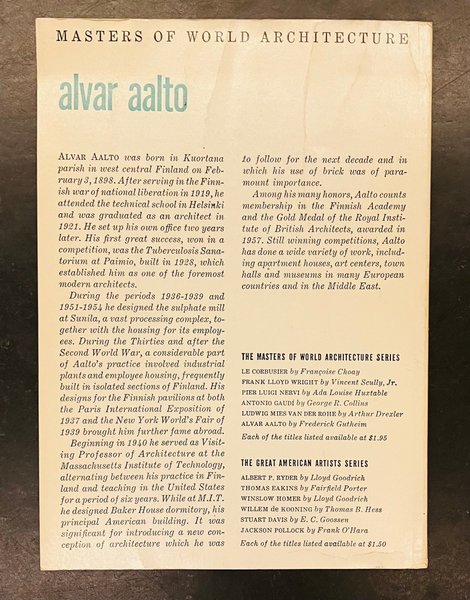 MASTERS OF WORLD ARCHITECTURE
alvar aalto
ALVAR AALTO was born in Kuortana
parish in west central Finland on Feb-
ruary 3, 1898. After serving in the Finn-
ish war of national liberation in 1919, he
attended the technical school in Helsinki
and was graduated as an architect in
1921. He set up his own office two years
later. His first great success, won in a
competition, was the Tuberculosis Sana-
torium at Paimio, built in 1928, which
established him as one of the foremost
modern architects.
During the periods 1936-1939 and
1951-1954 he designed the sulphate mill
at Sunila, a vast processing complex, to-
gether with the housing for its employ-
ees. During the Thirties and after the
Second World War, a considerable part
of Aalto's practice involved industrial
plants and employee housing, frequently
built in isolated sections of Finland. His
designs for the Finnish pavilions at both
the Paris International Exposition of
1937 and the New York World's Fair of
1939 brought him further fame abroad.
Beginning in 1940 he served as Visit-
ing Professor of Architecture at the
Massachusetts Institute of Technology,
alternating between his practice in Fin-
land and teaching in the United States
for a period of six years. While at M.I.T.
he designed Baker House dormitory, his
principal American building. It was
significant for introducing a new con-
ception of architecture which he was
to follow for the next decade and in
which his use of brick was of para-
mount importance.
Among his many honors, Aalto counts
membership in the Finnish Academy
and the Gold Medal of the Royal Insti-
tute of British Architects, awarded in
1957. Still winning competitions, Aalto
has done a wide variety of work, includ-
ing apartment houses, art centers, town
halls and museums in many European
countries and in the Middle East.
THE MASTERS OF WORLD ARCHITECTURE SERIES
LE CORBUSIER by Françoise Choay
FRANK LLOYD WRIGHT by Vincent Scully, Jr.
PIER LUIGI NERVI by Ada Louise Huxtable
ANTONIO GAUDÍ by George R. Collins
LUDWIG MIES VAN DER ROHE by Arthur Drexler
ALVAR AALTO by Frederick Gutheim
Each of the titles listed available at $1.95
THE GREAT AMERICAN ARTISTS SERIES
ALBERT P. RYDER by Lloyd Goodrich
THOMAS EAKINS by Fairfield Porter
WINSLOW HOMER by Lloyd Goodrich
WILLEM de KOONING by Thomas B. Hess
STUART DAVIS by E. C. Goossen
JACKSON POLLOCK by Frank O'Hara
Each of the titles listed available at $1.50